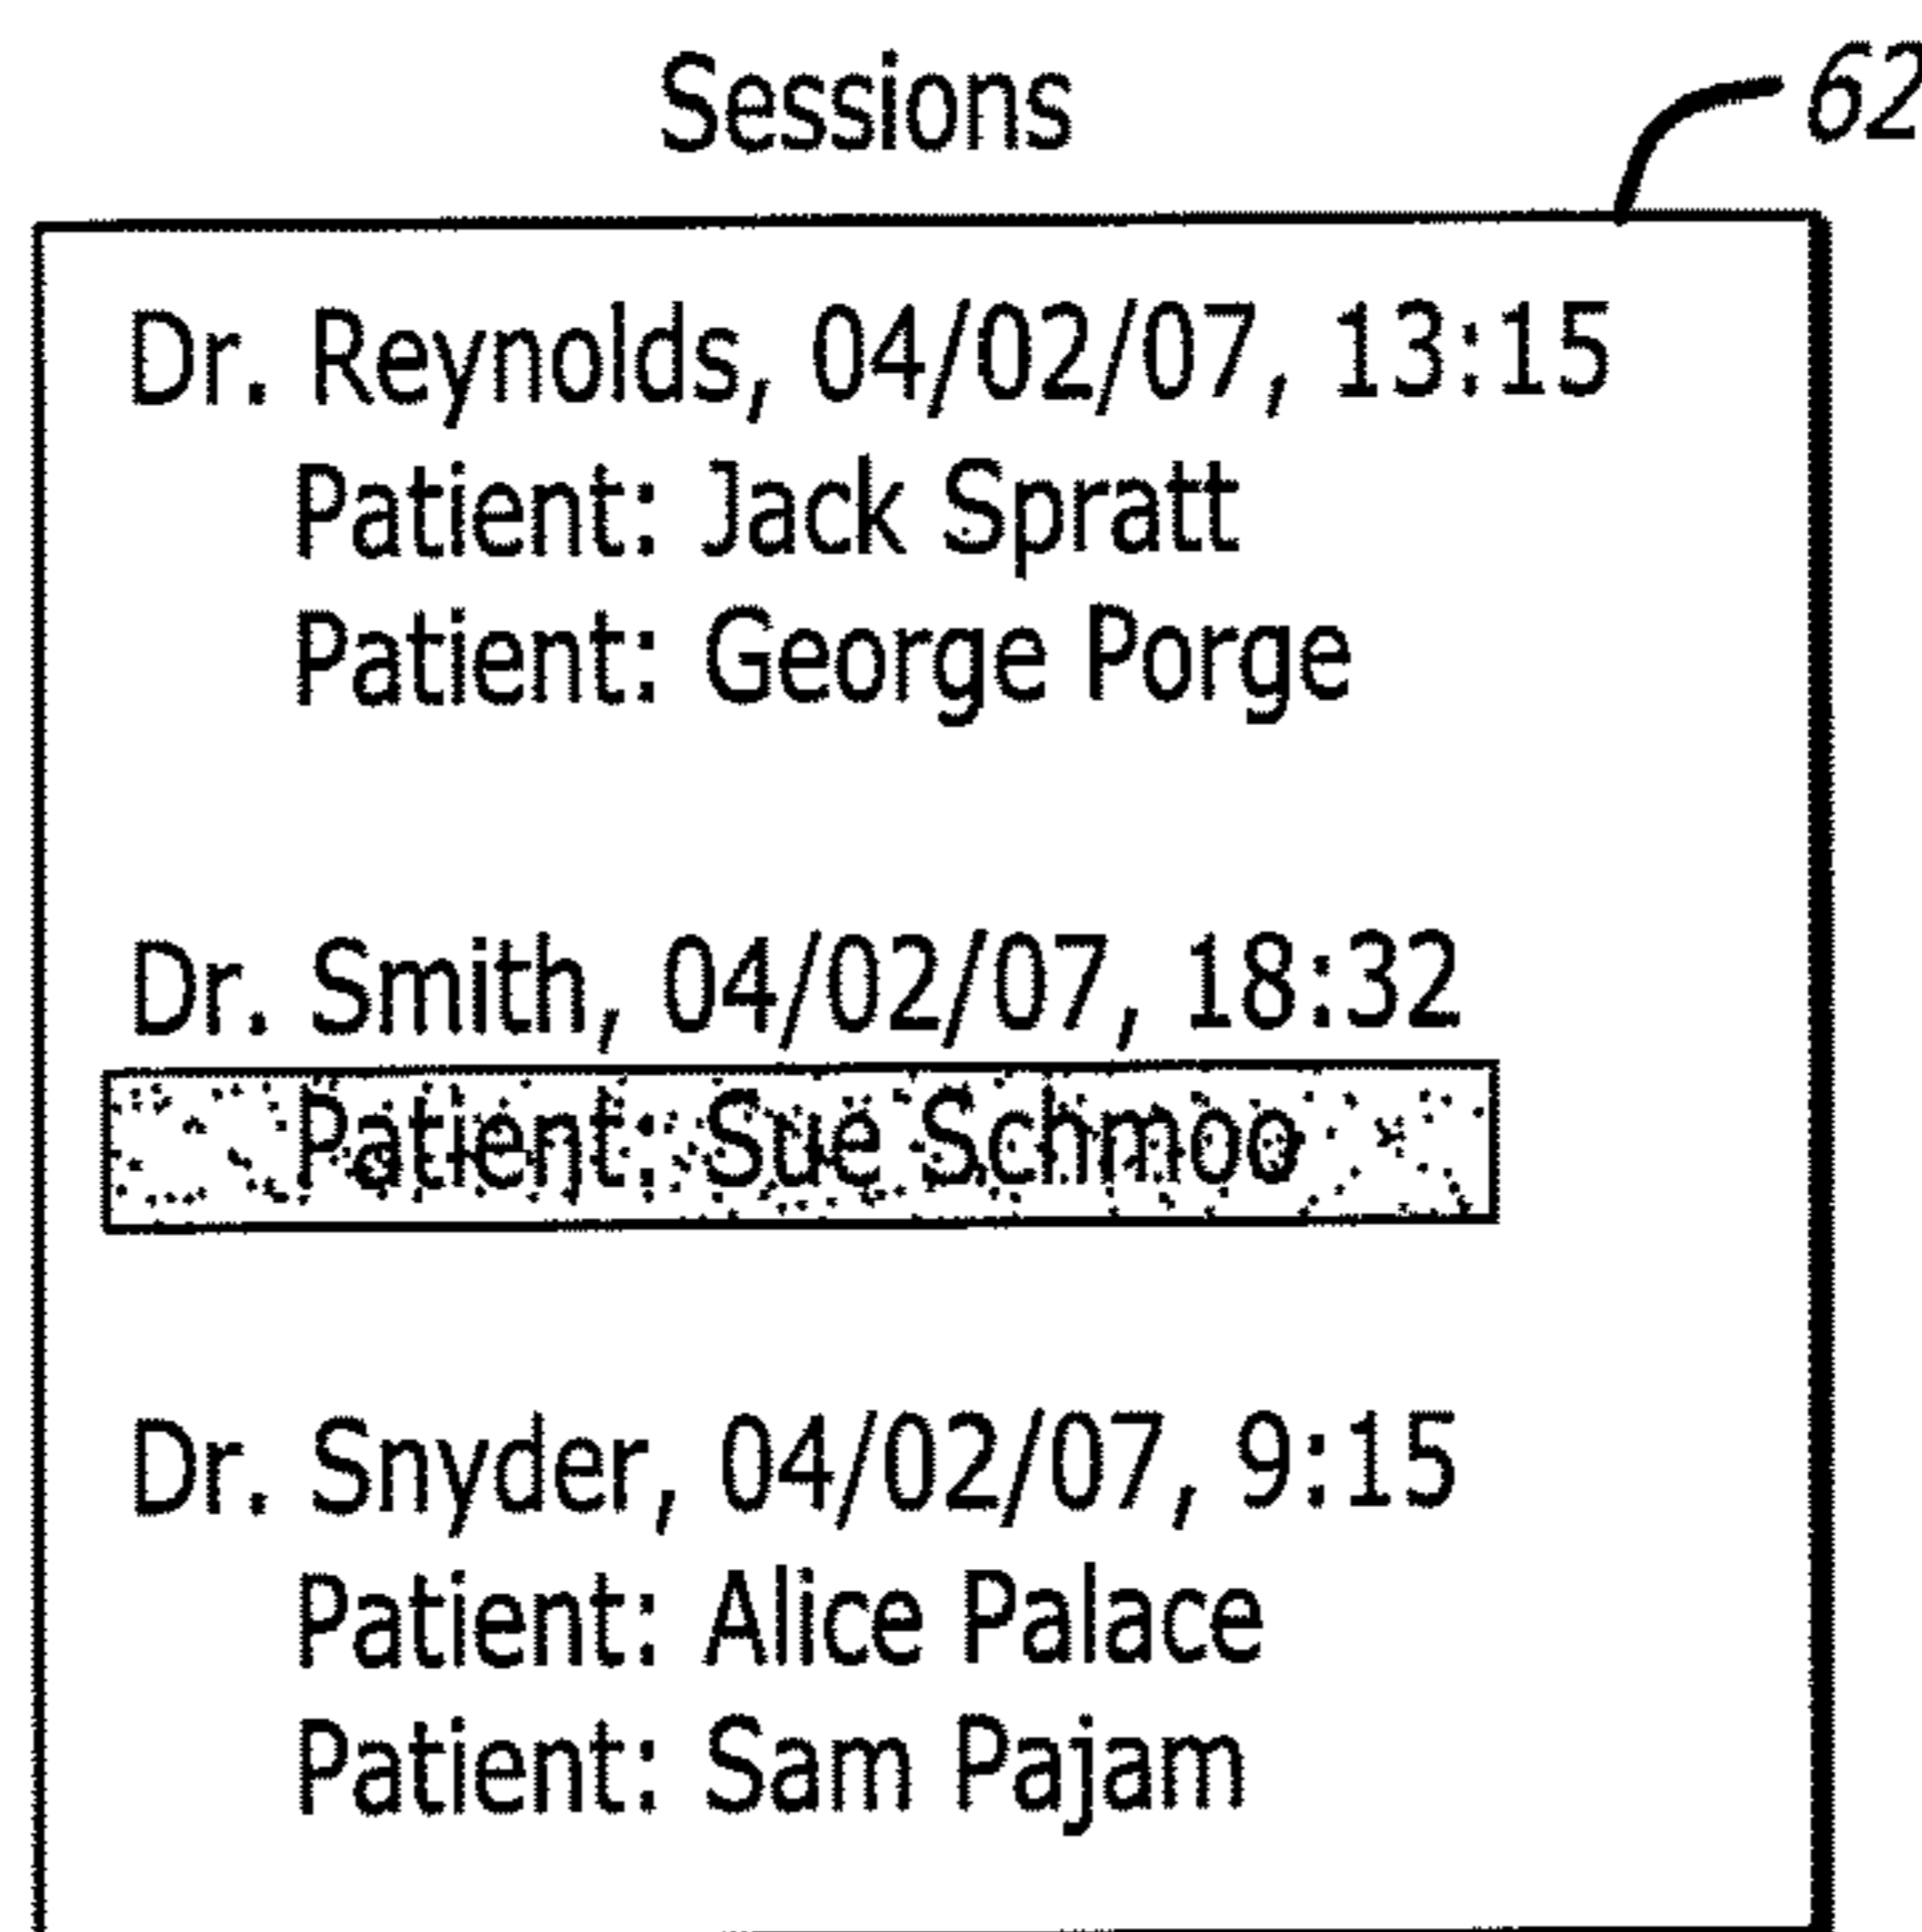 Sessions
62
Dr. Reynolds, 04/02/07, 13:15
Patient: Jack Spratt
Patient: George Porge
Dr. Smith, 04/02/07, 18:32
Patient: Sue Schmoo
Dr. Snyder, 04/02/07, 9:15
Patient: Alice Palace
Patient: Sam Pajam